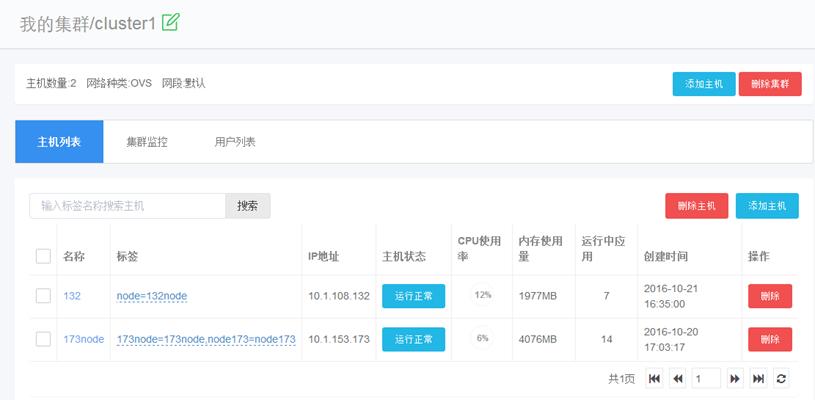 我的集群/cluster1
主机数量:2 网络种类:OVS 网段:默认
添加主机 删除集群
主机列表 集群监控 用户列表
输入标签名称搜索主机 搜索 删除主机 添加主机
名称 标签 IP地址 主机状态 CPU使用率 内存使用量 运行中应用 创建时间 操作
132 node=132node 10.1.108.132 运行正常 12% 1977MB 7 2016-10-21 16:35:00 删除
173node 173node=173node,node173=node173 10.1.153.173 运行正常 6% 4076MB 14 2016-10-20 17:03:17 删除
共1页 1